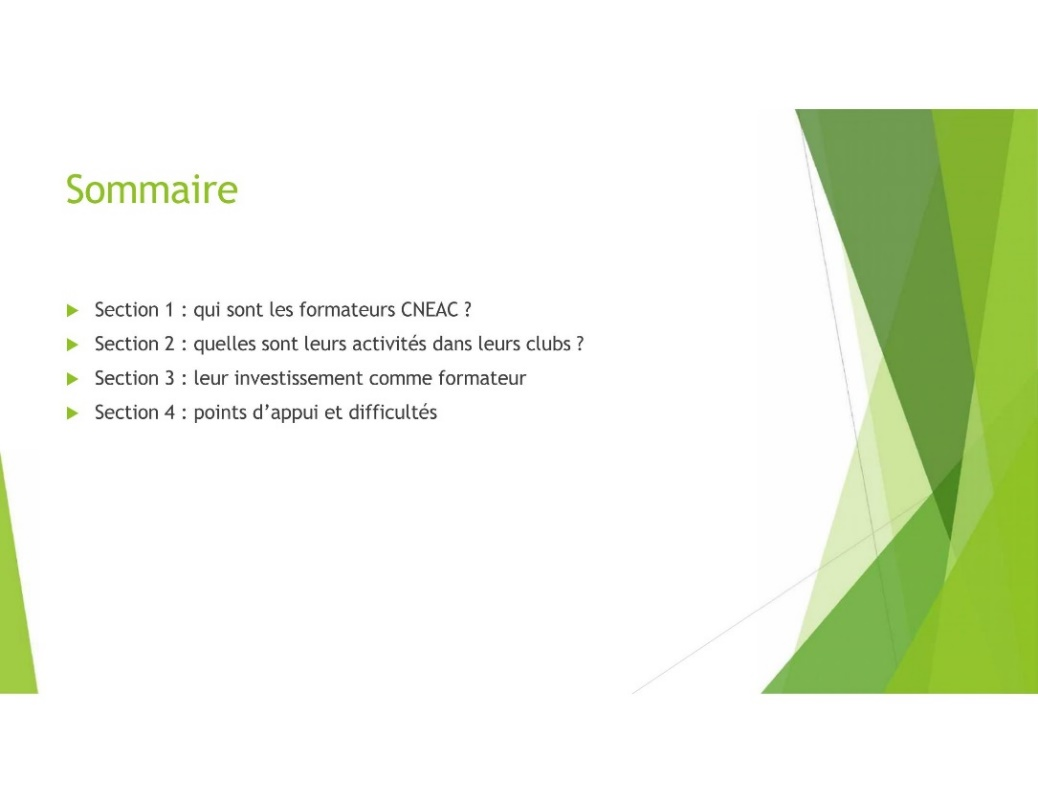 Sommaire
Section 1 : qui sont les formateurs CNEAC ?
Section 2 : quelles sont leurs activités dans leurs clubs ?
Section 3 : leur investissement comme formateur
Section 4 : points d’appui et difficultés